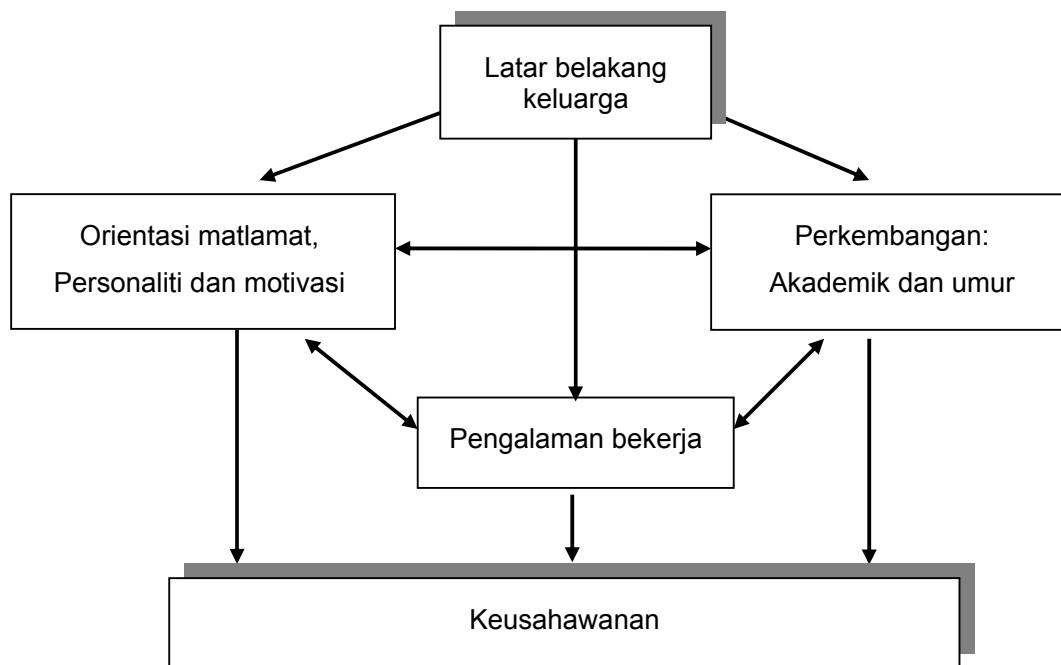 Latar belakang
keluarga
Orientasi matlamat,
Personaliti dan motivasi
Perkembangan:
Akademik dan umur
Pengalaman bekerja
Keusahawanan